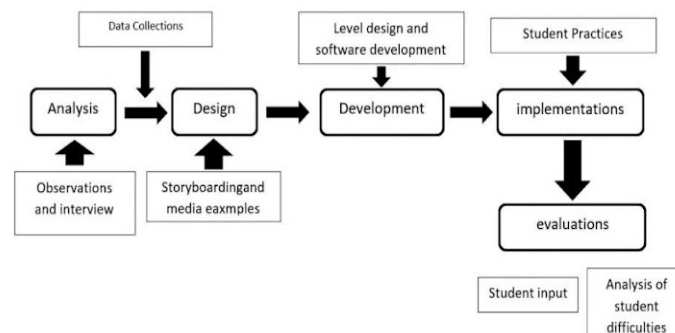 Data Collections
Level design and
software development
Student Practices
Analysis
Design
Development
implementations
Observations
and interview
Storyboardingand
media eaxmples
evaluations
Student input
Analysis of
student
difficulties